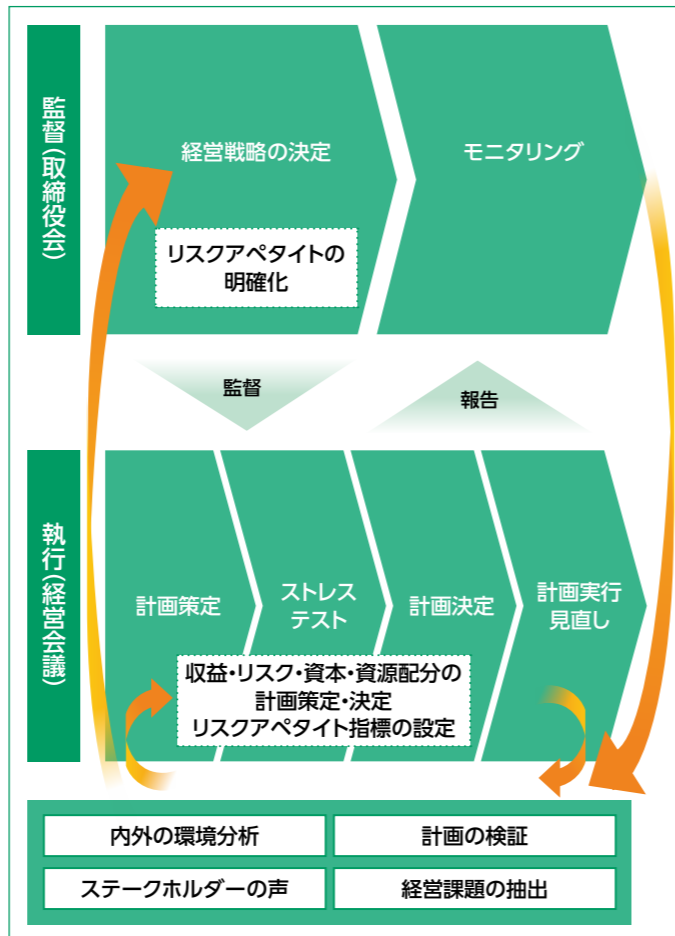 監督(取締役会)
経営戦略の決定
モニタリング
リスクアペタイトの
明確化
監督
報告
執行(経営会議)
計画策定
ストレス
テスト
計画決定
計画実行
見直し
収益・リスク・資本・資源配分の
計画策定・決定
リスクアペタイト指標の設定
内外の環境分析
計画の検証
ステークホルダーの声
経営課題の抽出